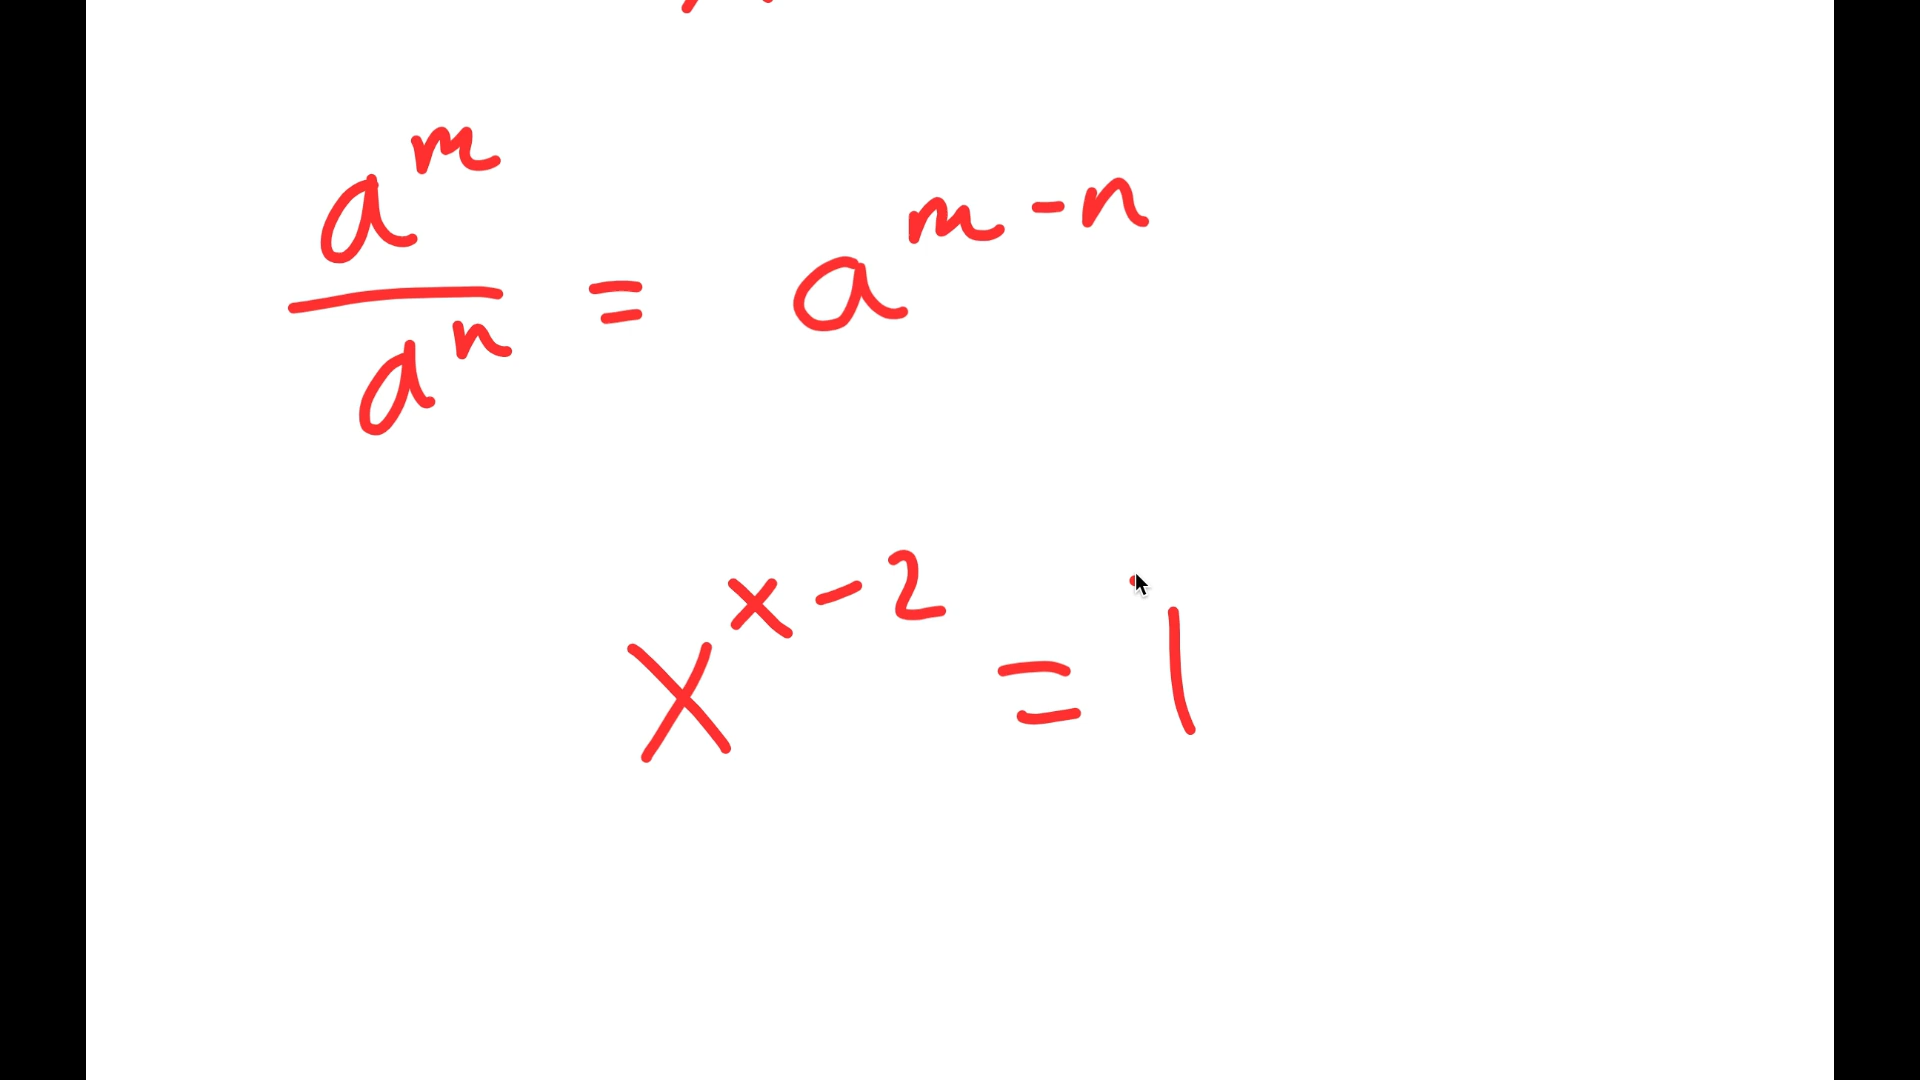 a^m / a^n = a^(m-n)
x^(x-2) = 1